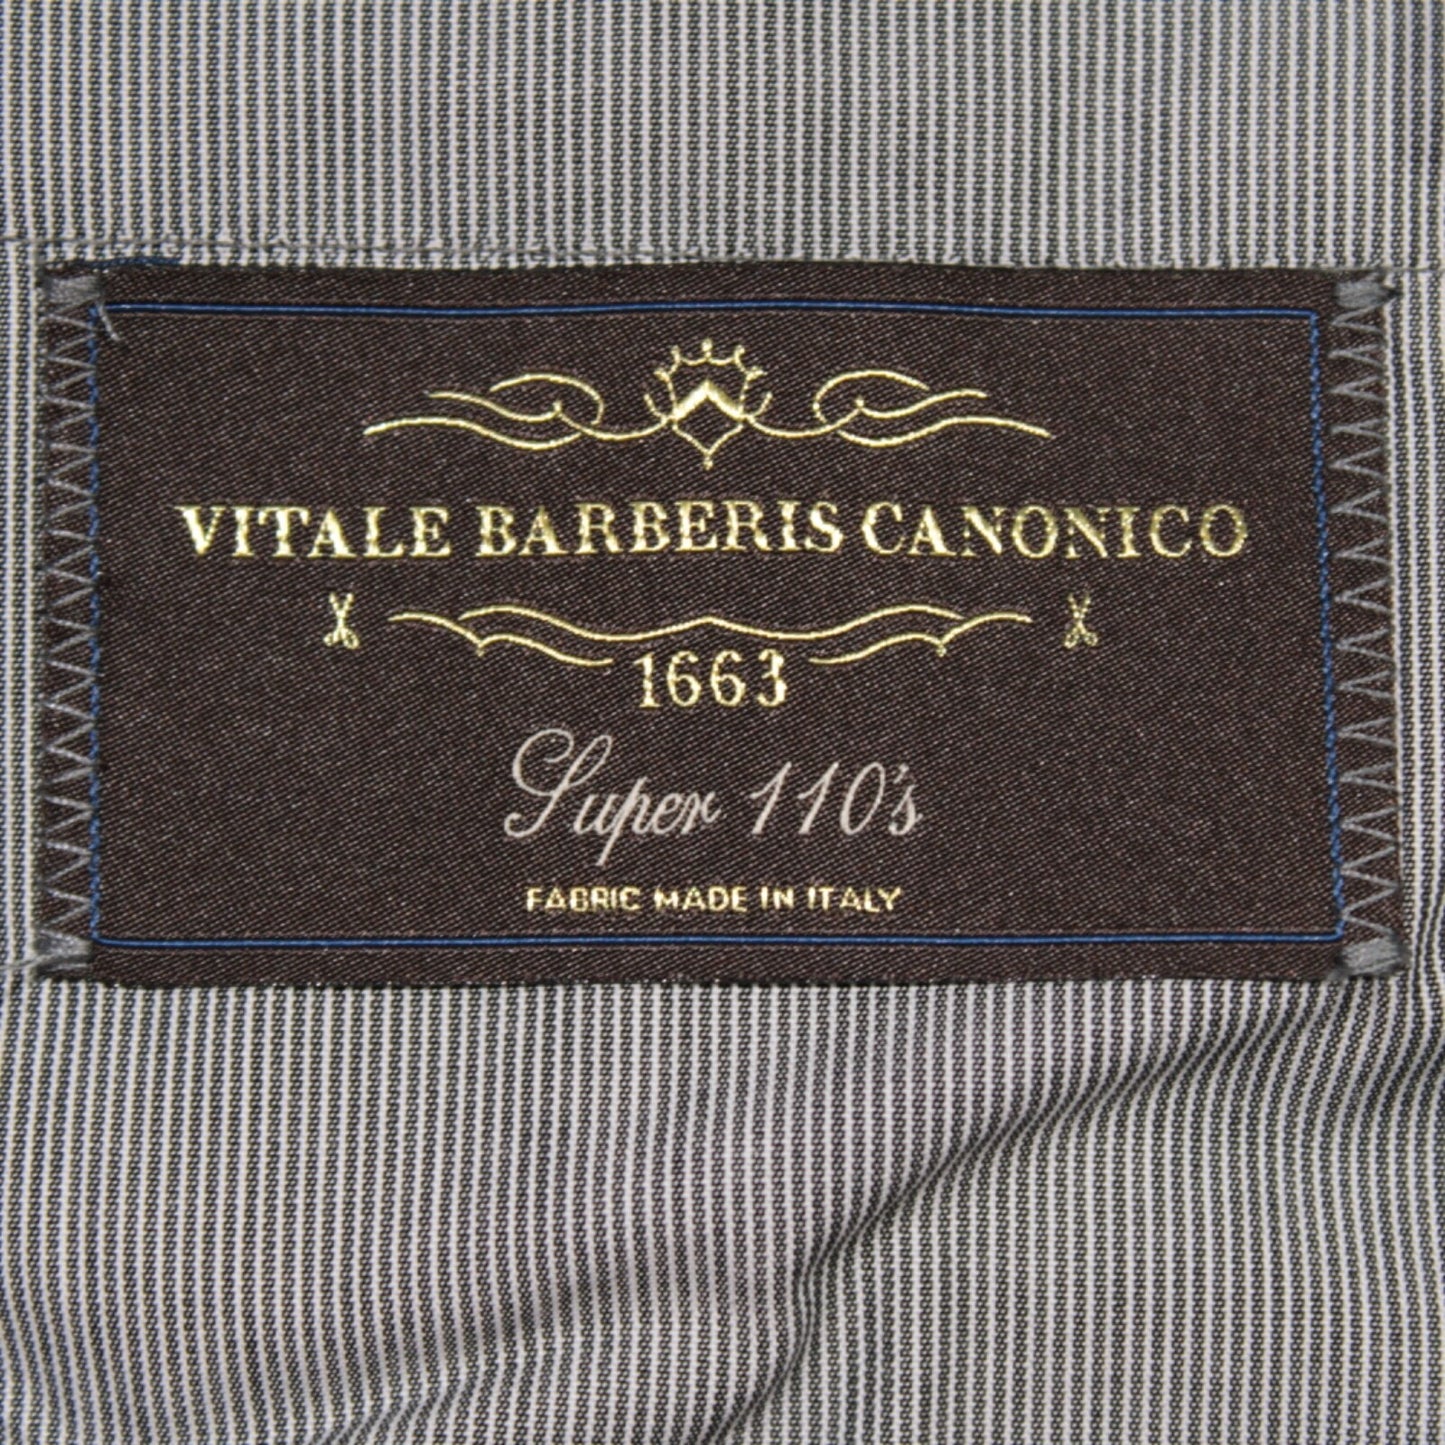 VITALE BARBERIS CANONICO
1663
Super 110's
FABRIC MADE IN ITALY